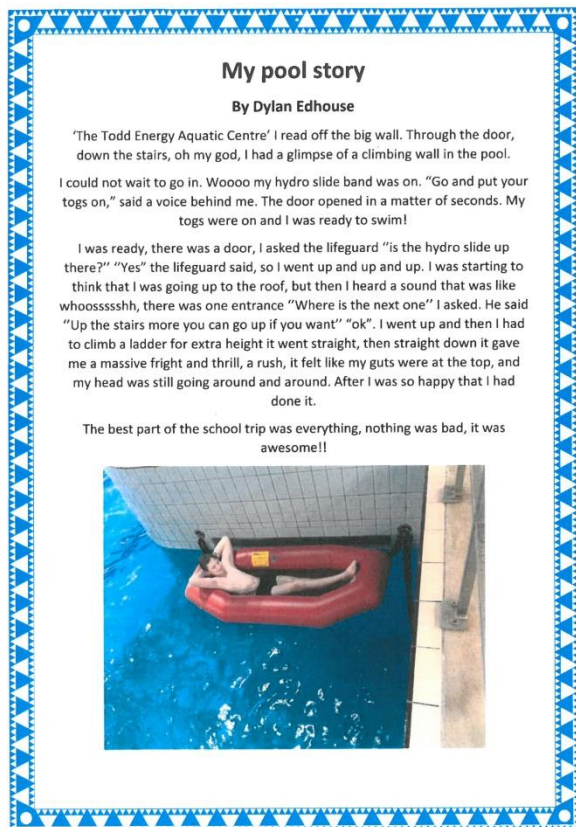 My pool story
By Dylan Edhouse
‘The Todd Energy Aquatic Centre’ I read off the big wall. Through the door,
down the stairs, oh my god, I had a glimpse of a climbing wall in the pool.
I could not wait to go in. Woooo my hydro slide band was on. “Go and put your
togs on,” said a voice behind me. The door opened in a matter of seconds. My
togs were on and I was ready to swim!
I was ready, there was a door, I asked the lifeguard “is the hydro slide up
there?” “Yes” the lifeguard said, so I went up and up and up. I was starting to
think that I was going up to the roof, but then I heard a sound that was like
whoossssshh, there was one entrance “Where is the next one” I asked. He said
“Up the stairs more you can go up if you want” “ok”. I went up and then I had
to climb a ladder for extra height it went straight, then straight down it gave
me a massive fright and thrill, a rush, it felt like my guts were at the top, and
my head was still going around and around. After I was so happy that I had
done it.
The best part of the school trip was everything, nothing was bad, it was
awesome!!